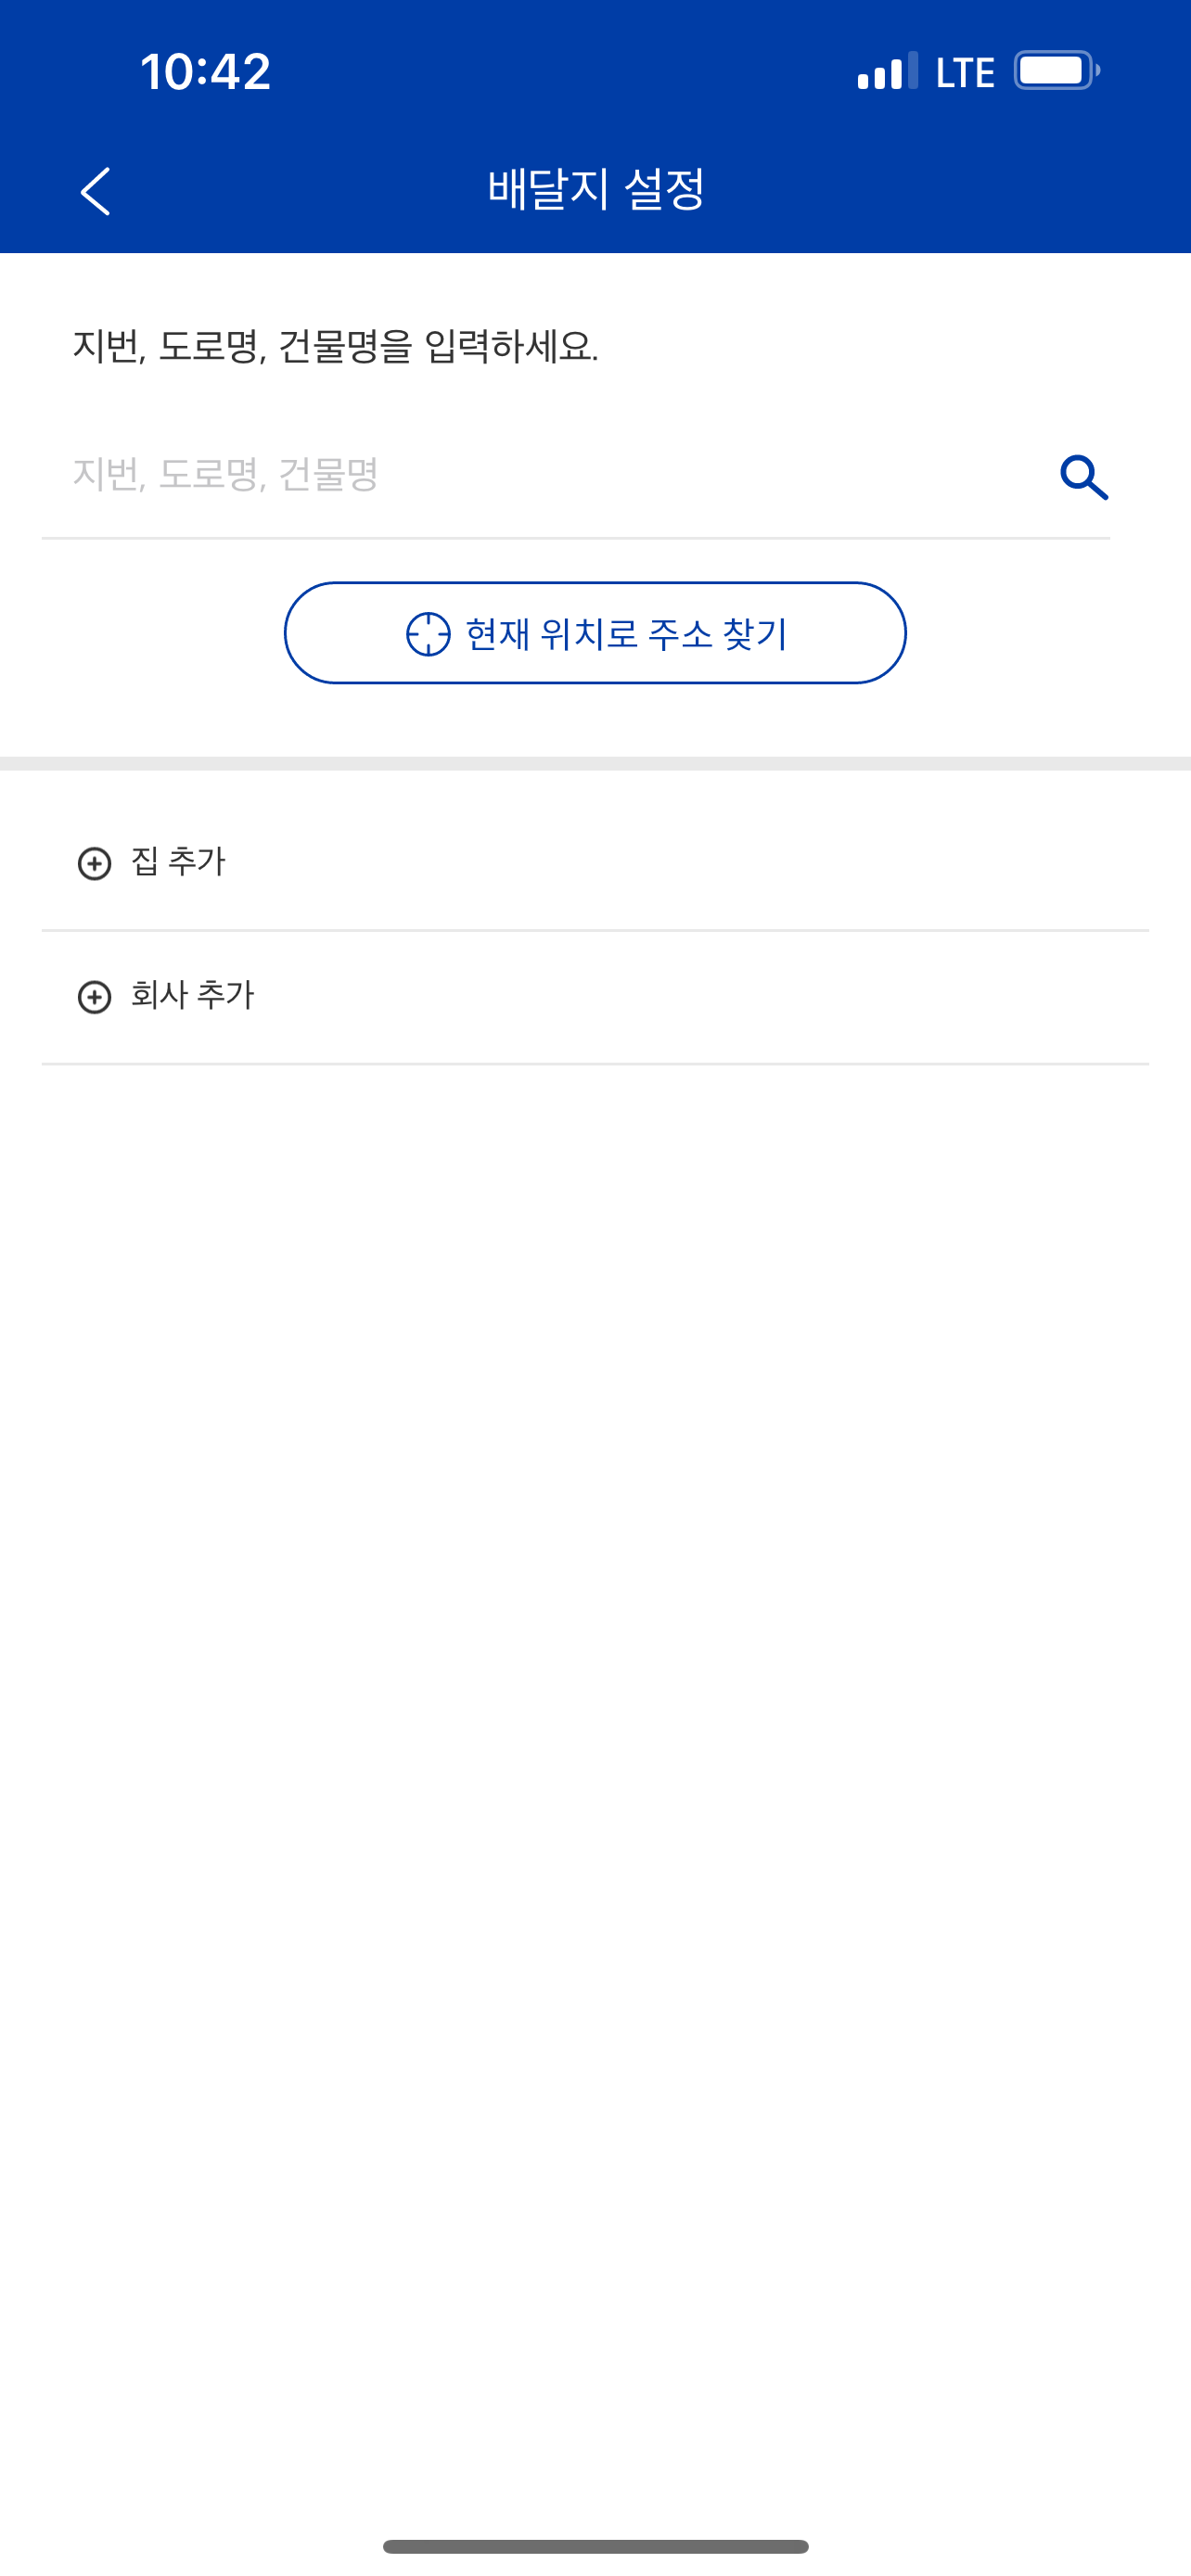 10:42
LTE
배달지 설정
지번, 도로명, 건물명을 입력하세요.
지번, 도로명, 건물명
현재 위치로 주소 찾기
집 추가
회사 추가